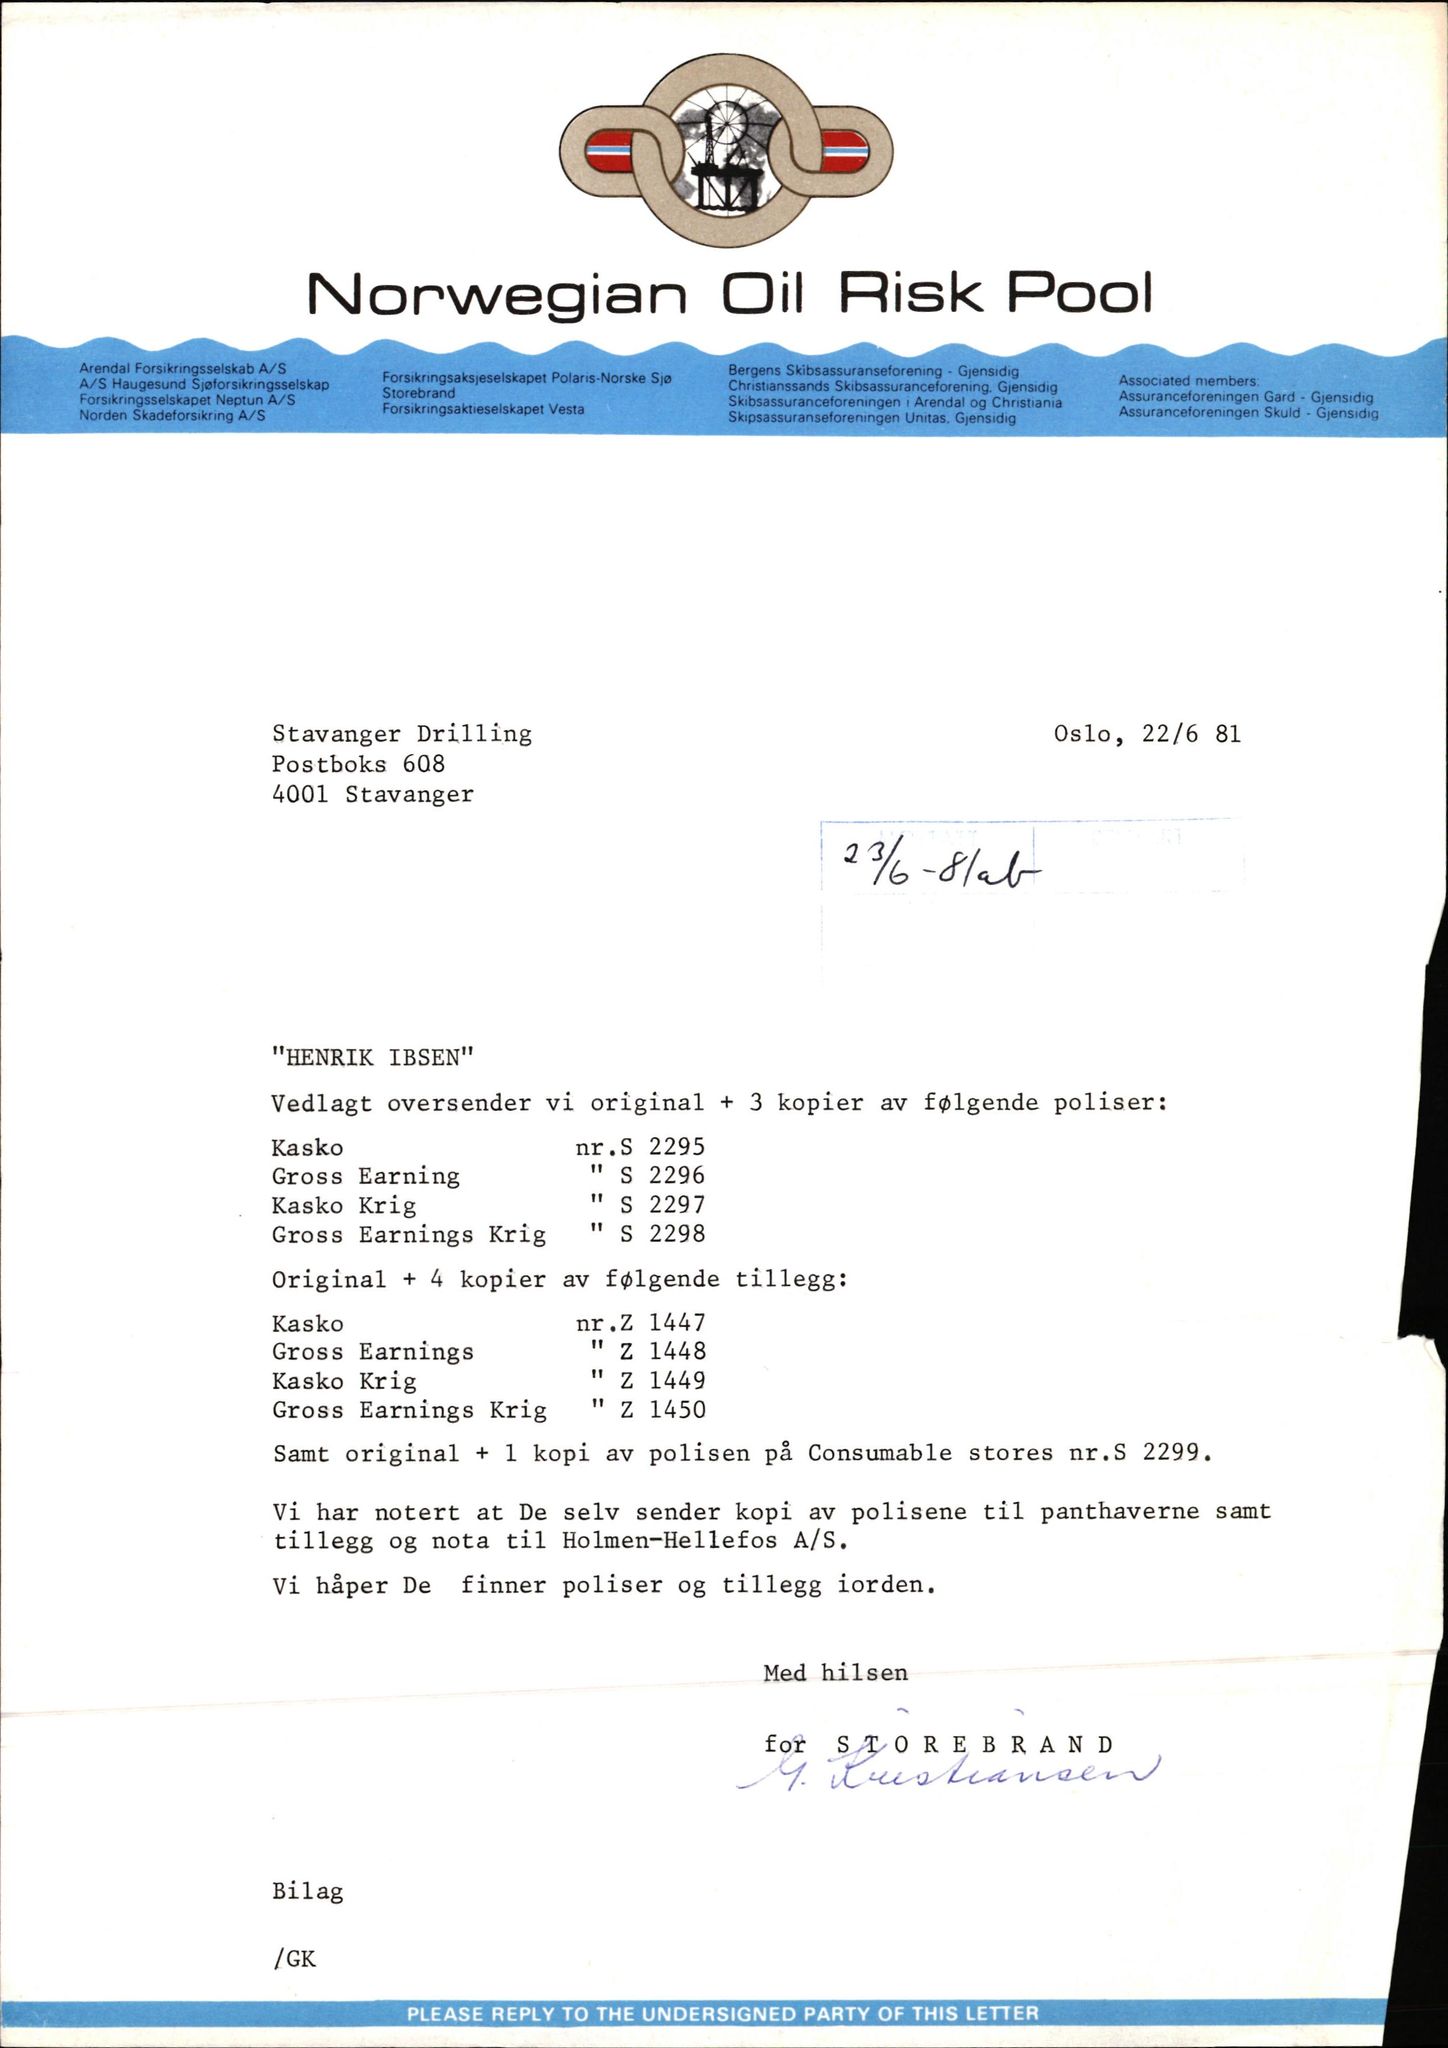 Norwegian Oil Risk Pool
Arendal Forsikringsselskab A/S
A/S Haugesund Sjøforsikringsselskap
Forsikringsselskapet Neptun A/S
Norden Skadeforsikring A/S
Forsikringsaksjeselskapet Polaris-Norske Sjø
Storebrand
Forsikringsaktieselskapet Vesta
Bergens Skibsassuranseforening - Gjensidig
Christianssands Skibsassuranceforening, Gjensidig
Skibsassuranceforeningen i Arendal og Christiania
Skipsassuranseforeningen Unitas, Gjensidig
Associated members:
Assuranceforeningen Gard - Gjensidig
Assuranceforeningen Skuld - Gjensidig
Stavanger Drilling
Postboks 608
4001 Stavanger
Oslo, 22/6 81
23/6-81 ab
"HENRIK IBSEN"
Vedlagt oversender vi original + 3 kopier av følgende poliser:
Kasko nr.S 2295
Gross Earning " S 2296
Kasko Krig " S 2297
Gross Earnings Krig " S 2298
Original + 4 kopier av følgende tillegg:
Kasko nr.Z 1447
Gross Earnings " Z 1448
Kasko Krig " Z 1449
Gross Earnings Krig " Z 1450
Samt original + 1 kopi av polisen på Consumable stores nr.S 2299.
Vi har notert at De selv sender kopi av polisene til panthaverne samt
tillegg og nota til Holmen-Hellefos A/S.
Vi håper De finner poliser og tillegg iorden.
Med hilsen
for S T O R E B R A N D
G. Kristiansen
Bilag
/GK
PLEASE REPLY TO THE UNDERSIGNED PARTY OF THIS LETTER